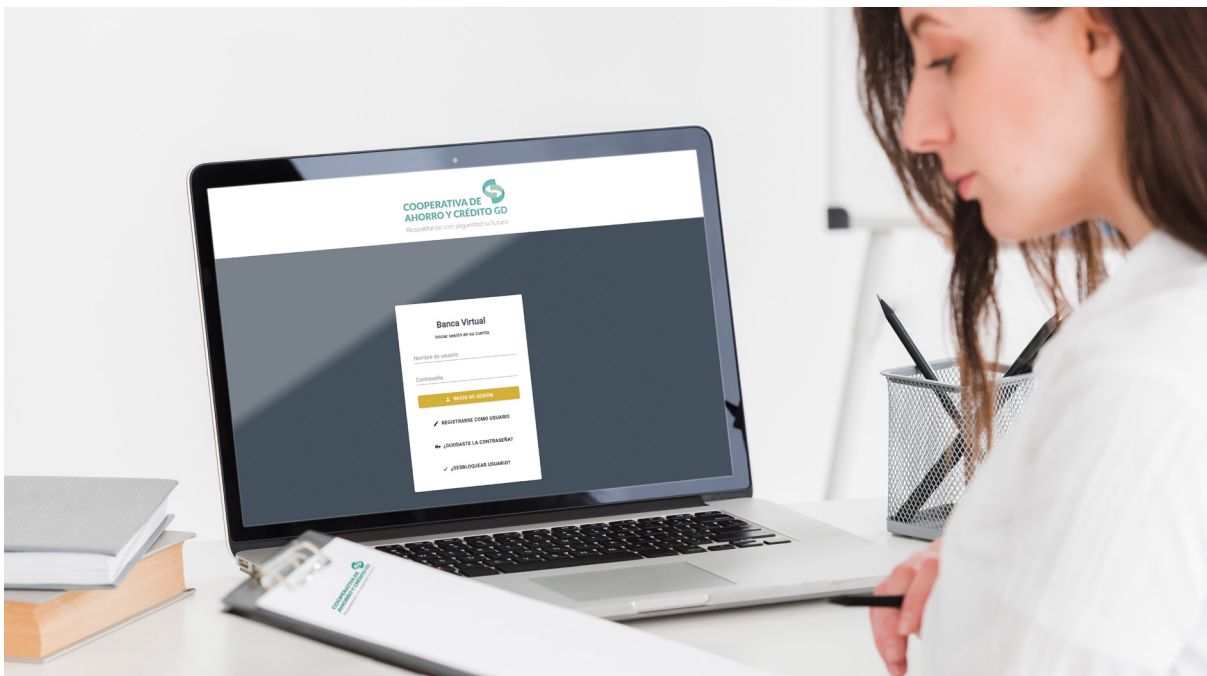 COOPERATIVA DE
AHORRO Y CRÉDITO GD
Respaldando con seguridad tu futuro
Banca Virtual
Iniciar sesión en su cuenta
Nombre de usuario
Contraseña
INICIO DE SESIÓN
REGISTRARSE COMO USUARIO
¿OLVIDASTE LA CONTRASEÑA?
¿DESBLOQUEAR USUARIO?
COOPERATIVA DE
AHORRO Y CRÉDITO GD